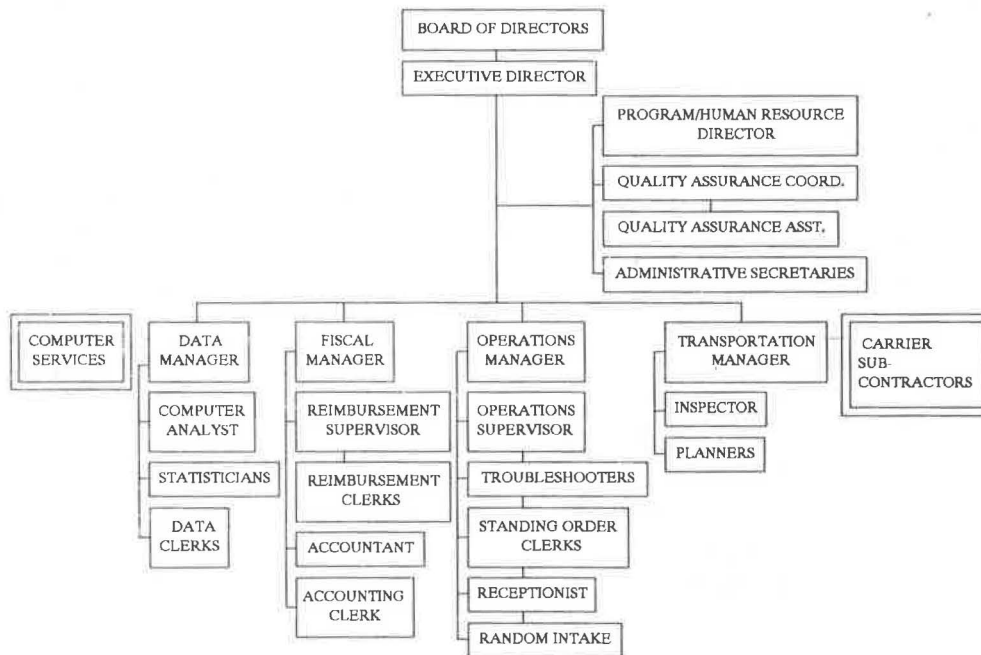 BOARD OF DIRECTORS
EXECUTIVE DIRECTOR
PROGRAM/HUMAN RESOURCE
DIRECTOR
QUALITY ASSURANCE COORD.
QUALITY ASSURANCE ASST.
ADMINISTRATIVE SECRETARIES
COMPUTER
SERVICES
DATA
MANAGER
COMPUTER
ANALYST
STATISTICIANS
DATA
CLERKS
FISCAL
MANAGER
REIMBURSEMENT
SUPERVISOR
REIMBURSEMENT
CLERKS
ACCOUNTANT
ACCOUNTING
CLERK
OPERATIONS
MANAGER
OPERATIONS
SUPERVISOR
TROUBLESHOOTERS
STANDING ORDER
CLERKS
RECEPTIONIST
RANDOM INTAKE
TRANSPORTATION
MANAGER
INSPECTOR
PLANNERS
CARRIER
SUB-
CONTRACTORS